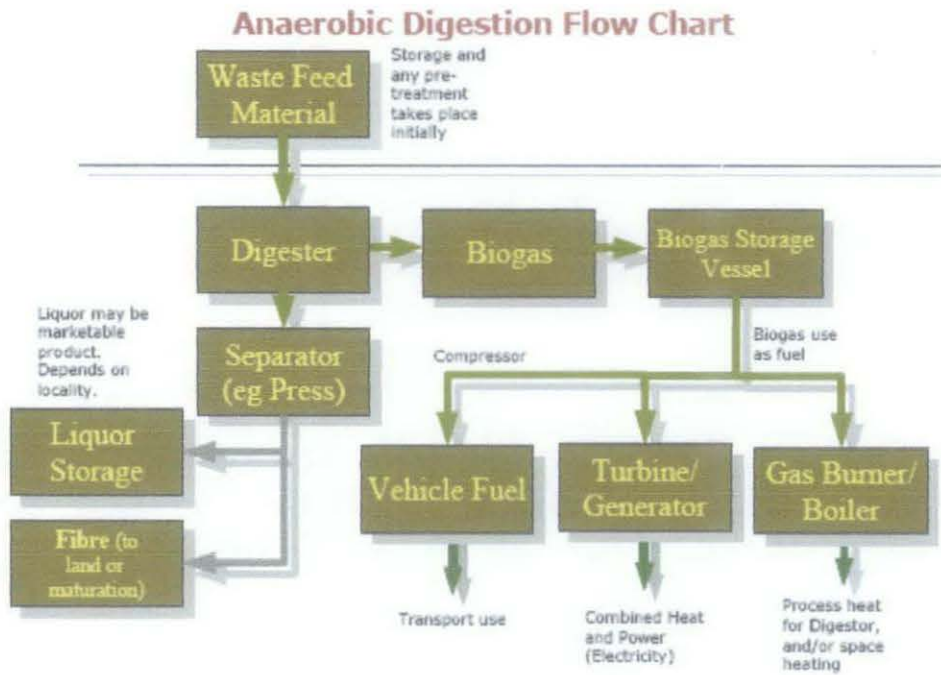 Anaerobic Digestion Flow Chart
Waste Feed
Material
Storage and
any pre-
treatment
takes place
initially
Digester
Biogas
Biogas Storage
Vessel
Liquor may be
marketable
product.
Depends on
locality.
Separator
(eg Press)
Compressor
Biogas use
as fuel
Liquor
Storage
Vehicle Fuel
Turbine/
Generator
Gas Burner/
Boiler
Fibre (to
land or
maturation)
Transport use
Combined Heat
and Power
(Electricity)
Process heat
for Digestor,
and/or space
heating